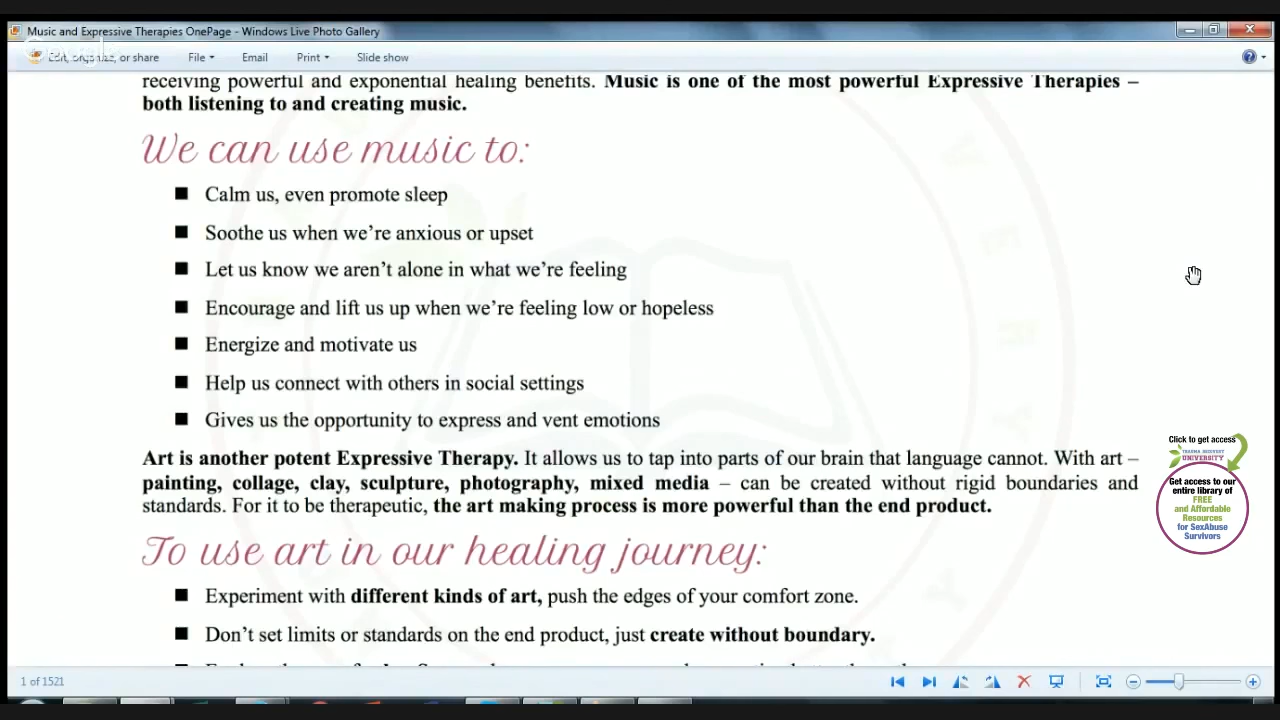 Music and Expressive Therapies OnePage - Windows Live Photo Gallery
Google
Edit, organize, or share File Email Print Slide show
receiving powerful and exponential healing benefits. Music is one of the most powerful Expressive Therapies –
both listening to and creating music.
We can use music to:
Calm us, even promote sleep
Soothe us when we're anxious or upset
Let us know we aren't alone in what we're feeling
Encourage and lift us up when we're feeling low or hopeless
Energize and motivate us
Help us connect with others in social settings
Gives us the opportunity to express and vent emotions
Art is another potent Expressive Therapy. It allows us to tap into parts of our brain that language cannot. With art –
painting, collage, clay, sculpture, photography, mixed media – can be created without rigid boundaries and
standards. For it to be therapeutic, the art making process is more powerful than the end product.
To use art in our healing journey:
Experiment with different kinds of art, push the edges of your comfort zone.
Don't set limits or standards on the end product, just create without boundary.
Click to get access
TRAUMA RECOVERY
UNIVERSITY
Get access to our
entire library of
FREE
and Affordable
Resources
for SexAbuse
Survivors
1 of 1521